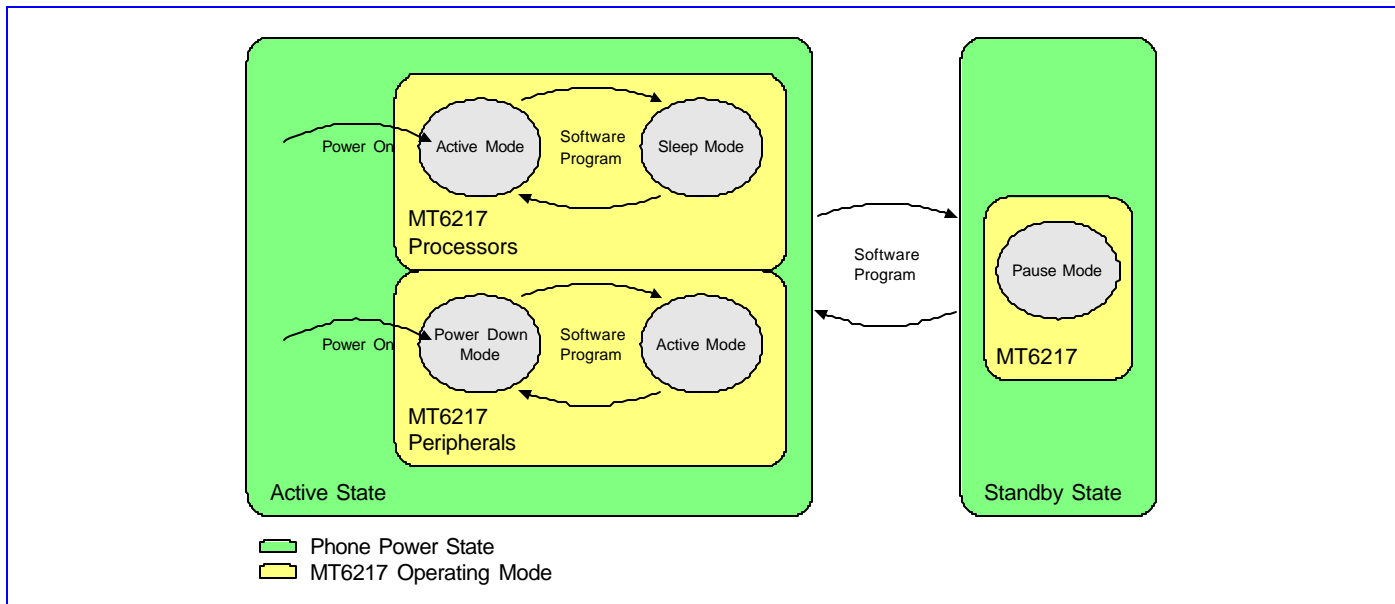 Power On
Active Mode
Software
Program
Sleep Mode
MT6217
Processors
Power On
Power Down
Mode
Software
Program
Active Mode
MT6217
Peripherals
Active State
Software
Program
Pause Mode
MT6217
Standby State
Phone Power State
MT6217 Operating Mode